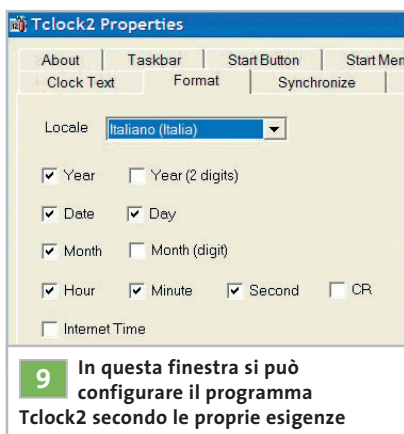 Tclock2 Properties
About Taskbar Start Button Start Men
Clock Text Format Synchronize
Locale Italiano (Italia)
Year Year (2 digits)
Date Day
Month Month (digit)
Hour Minute Second CR
Internet Time
9 In questa finestra si può
configurare il programma
Tclock2 secondo le proprie esigenze